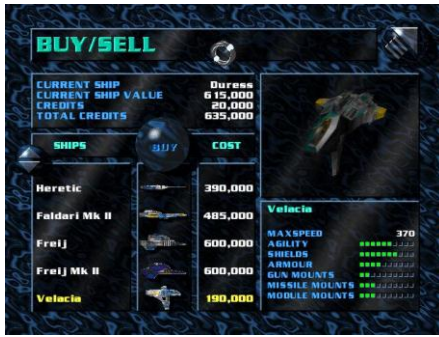 BUY/SELL
CURRENT SHIP Duress
CURRENT SHIP VALUE 615,000
CREDITS 20,000
TOTAL CREDITS 635,000
SHIPS BUY COST
Heretic 390,000
Faldari Mk II 485,000
Freij 600,000
Freij Mk II 600,000
Velacia 190,000
Velacia
MAXSPEED 370
AGILITY
SHIELDS
ARMOUR
GUN MOUNTS
MISSILE MOUNTS
MODULE MOUNTS